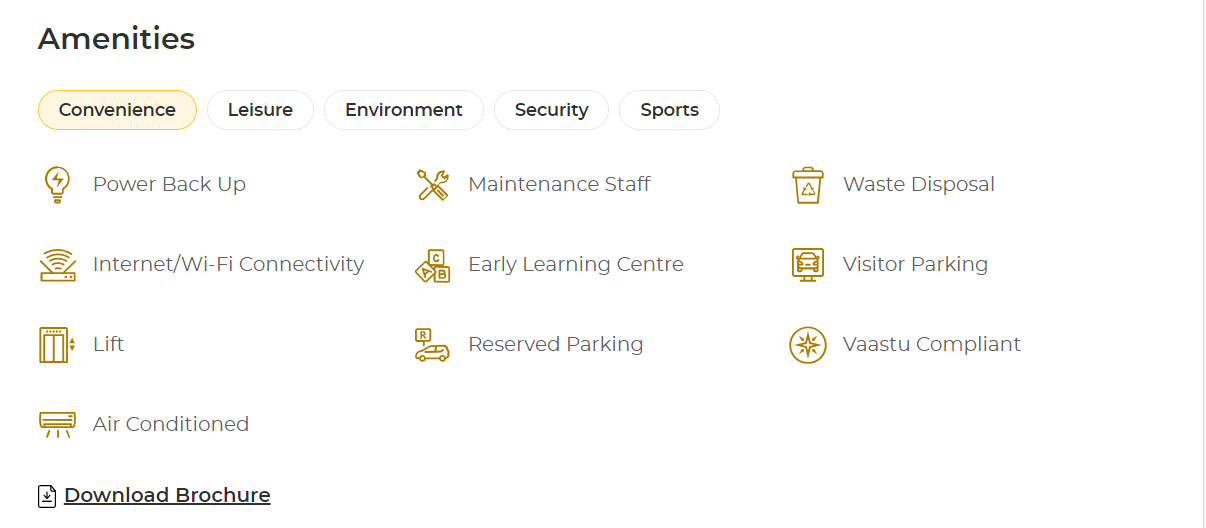 Amenities
Convenience Leisure Environment Security Sports
Power Back Up Maintenance Staff Waste Disposal
Internet/Wi-Fi Connectivity C A B Early Learning Centre Visitor Parking
Lift R Reserved Parking Vaastu Compliant
Air Conditioned
Download Brochure